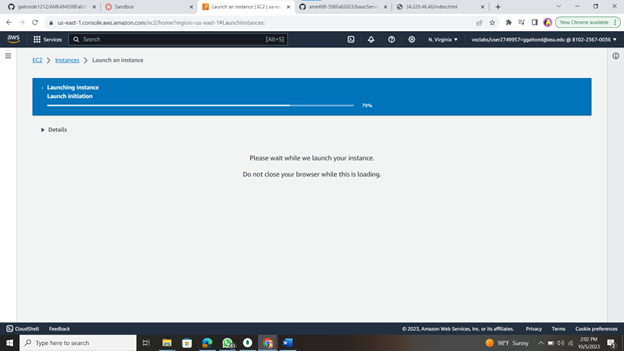 gaitondr1212/AME494598Fall2
Sandbox
Launch an instance | EC2 | us-e
ame498-598Fall2023/basicServ
34.229.46.46/index.html
us-east-1.console.aws.amazon.com/ec2/home?region=us-east-1#LaunchInstances:
New Chrome available
aws
Services
Search
[Alt+S]
N. Virginia
voclabs/user2749957=rggaitond@asu.edu @ 8102-2367-0036
EC2 > Instances > Launch an instance
Launching instance
Launch initiation
79%
Details
Please wait while we launch your instance.
Do not close your browser while this is loading.
CloudShell Feedback
© 2023, Amazon Web Services, Inc. or its affiliates. Privacy Terms Cookie preferences
Type here to search
98°F Sunny
2:02 PM
10/5/2023